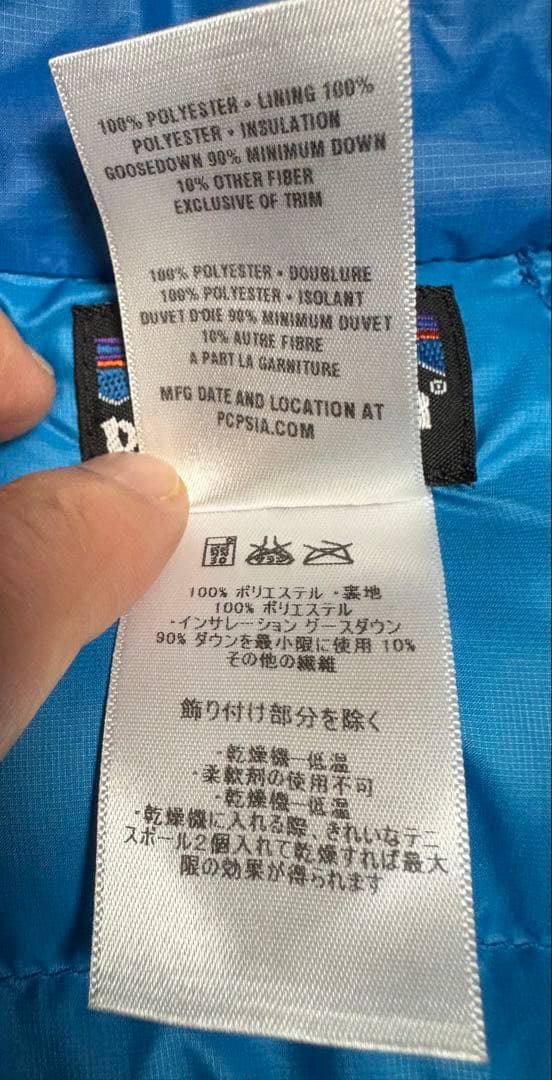 100% POLYESTER • LINING 100%
POLYESTER • INSULATION
GOOSEDOWN 90% MINIMUM DOWN
10% OTHER FIBER
EXCLUSIVE OF TRIM
100% POLYESTER • DOUBLURE
100% POLYESTER • ISOLANT
DUVET D'OIE 90% MINIMUM DUVET
10% AUTRE FIBRE
A PART LA GARNITURE
MFG DATE AND LOCATION AT
PCPSIA.COM
100% ポリエステル ・裏地
100% ポリエステル
・インサレーション グースダウン
90% ダウンを最小限に使用 10%
その他の繊維
飾り付け部分を除く
・乾燥機―低温
・柔軟剤の使用不可
・乾燥機―低温
・乾燥機に入れる際、きれいなテニ
スボール2個入れて乾燥すれば最大
限の効果が得られます